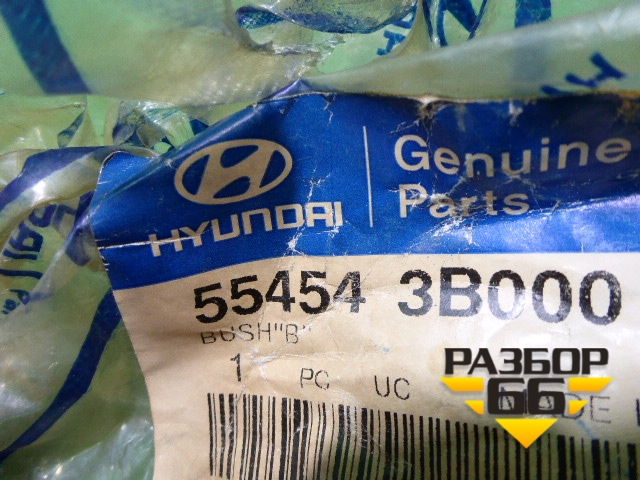 HYUNDAI
Genuine
Parts
55454 3B000
BUSH"B"
1 PC UC
РАЗБОР
66